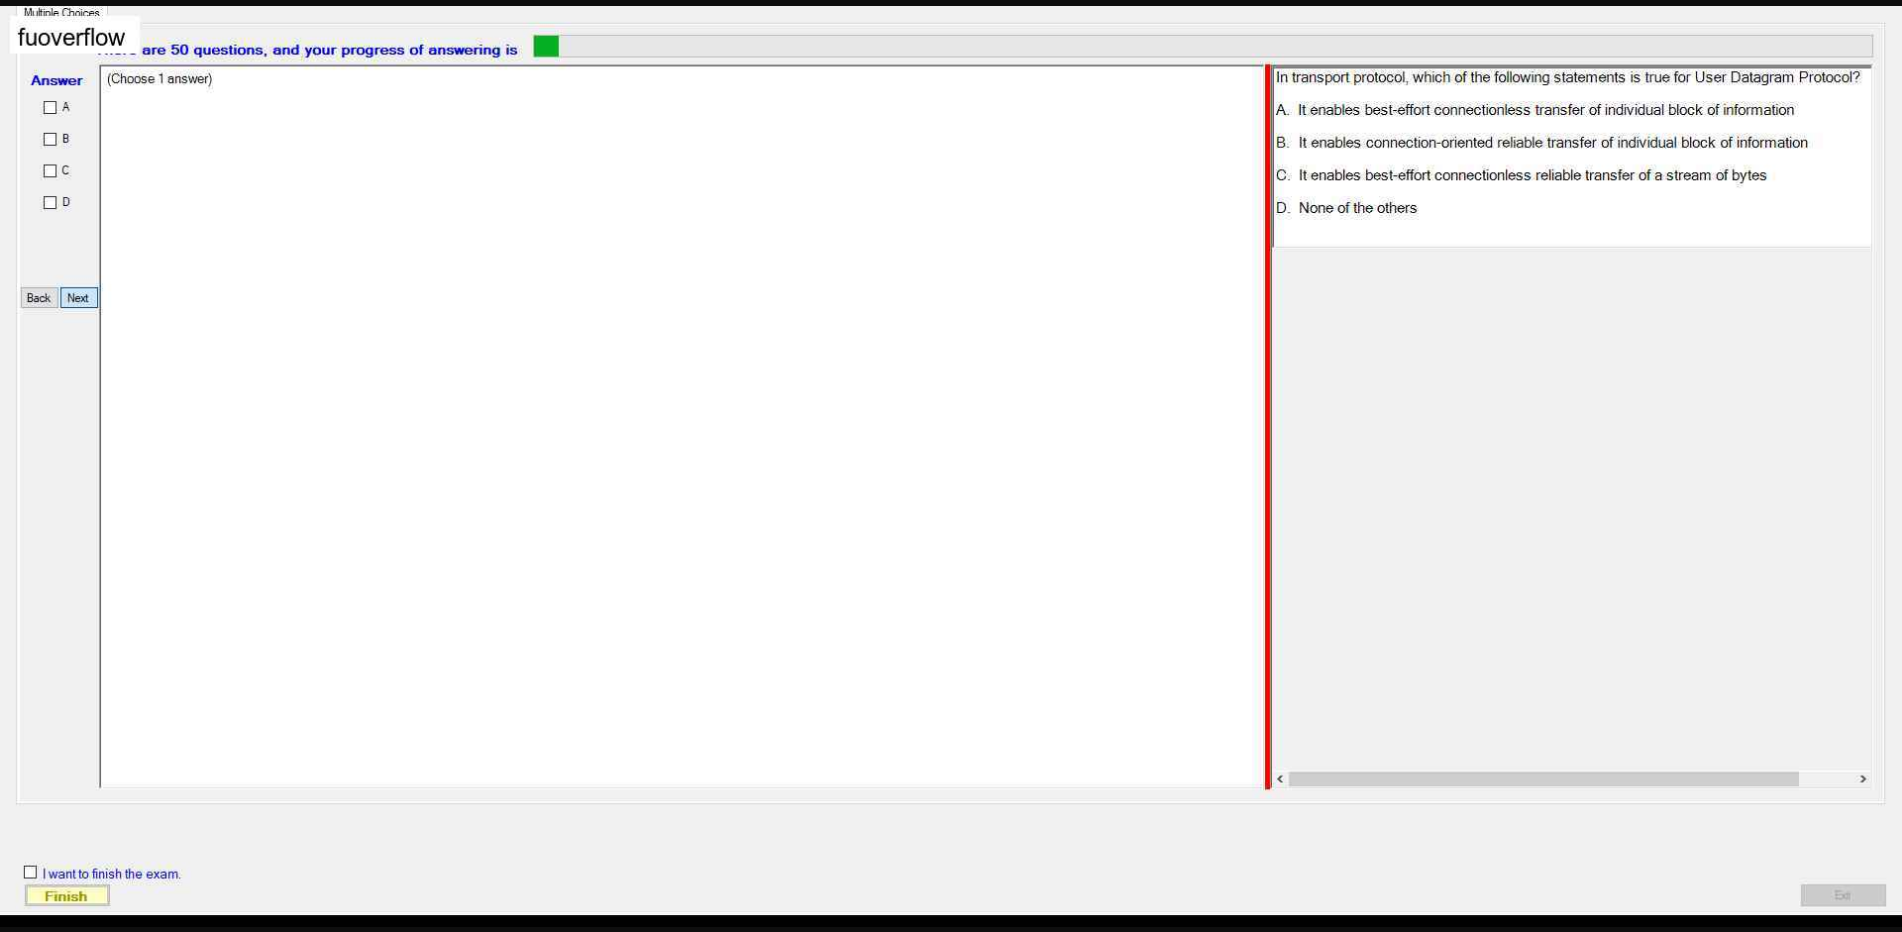 Multiple Choices
fuoverflow
are 50 questions, and your progress of answering is
Answer
(Choose 1 answer)
A
B
C
D
Back
Next
In transport protocol, which of the following statements is true for User Datagram Protocol?
A. It enables best-effort connectionless transfer of individual block of information
B. It enables connection-oriented reliable transfer of individual block of information
C. It enables best-effort connectionless reliable transfer of a stream of bytes
D. None of the others
I want to finish the exam.
Finish
Exit